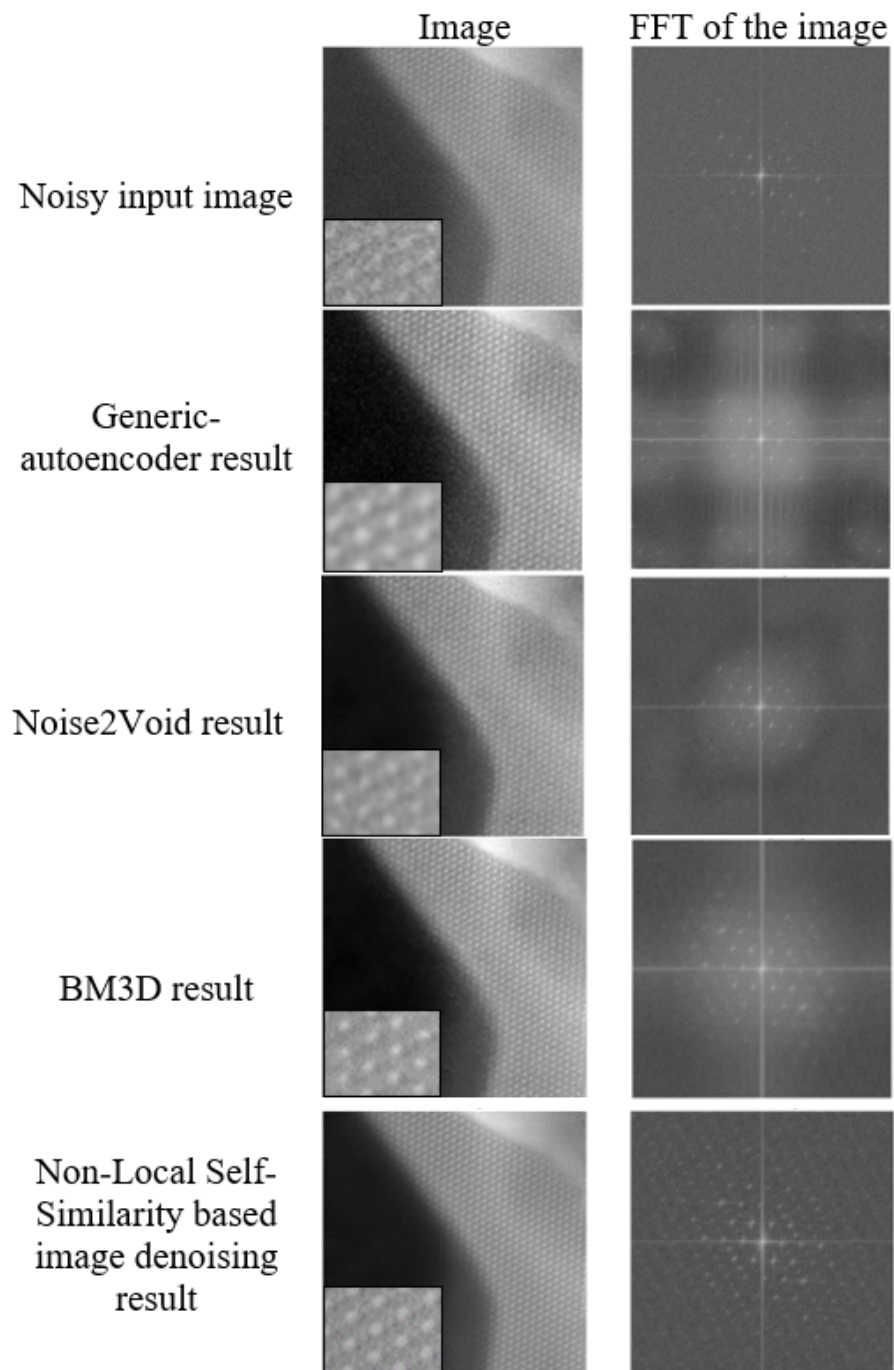 Image
FFT of the image
Noisy input image
Generic-
autoencoder result
Noise2Void result
BM3D result
Non-Local Self-
Similarity based
image denoising
result